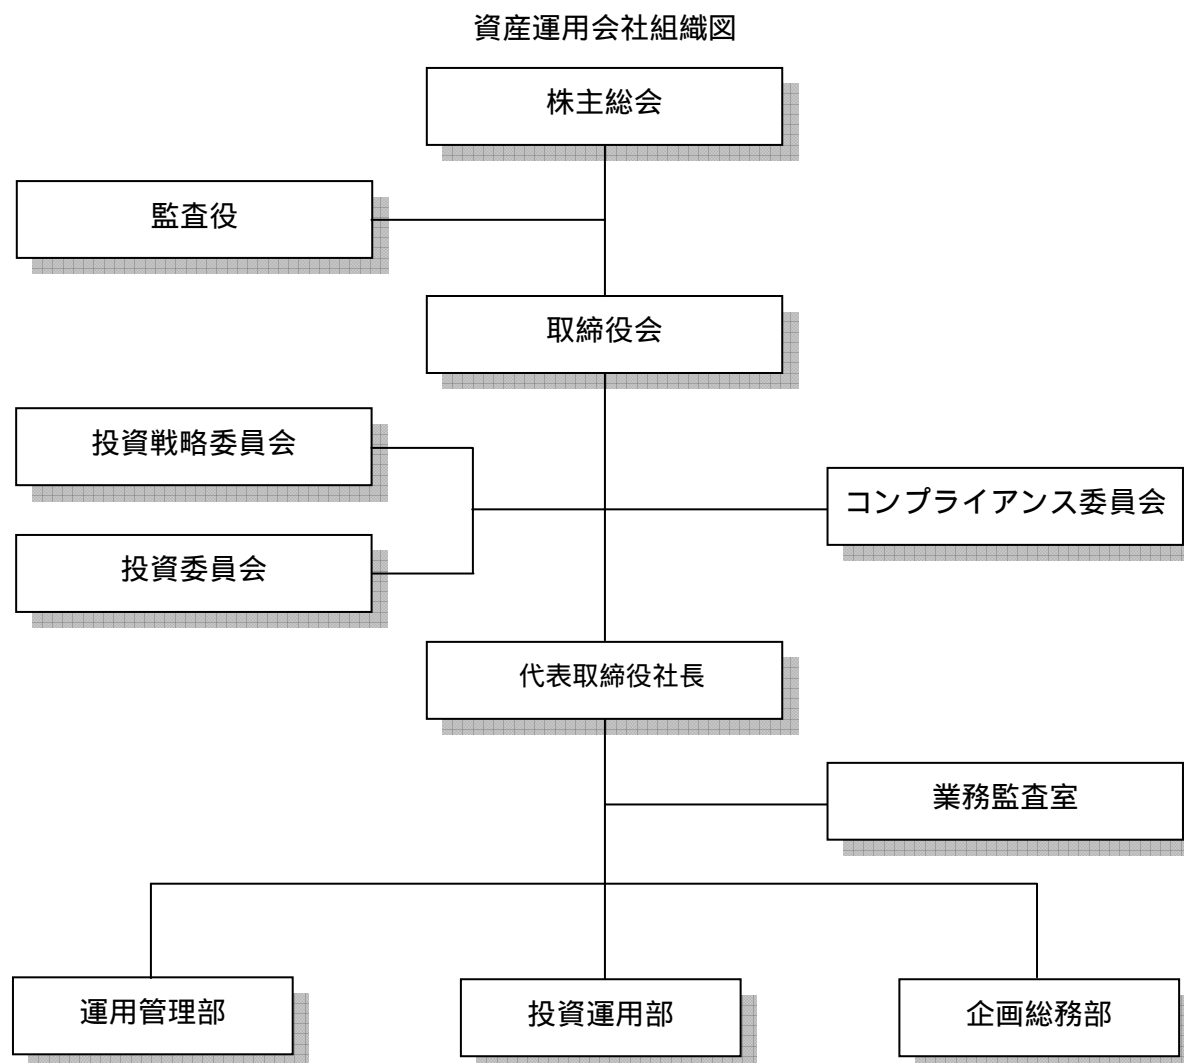 資産運用会社組織図
株主総会
監査役
取締役会
投資戦略委員会
コンプライアンス委員会
投資委員会
代表取締役社長
業務監査室
運用管理部
投資運用部
企画総務部